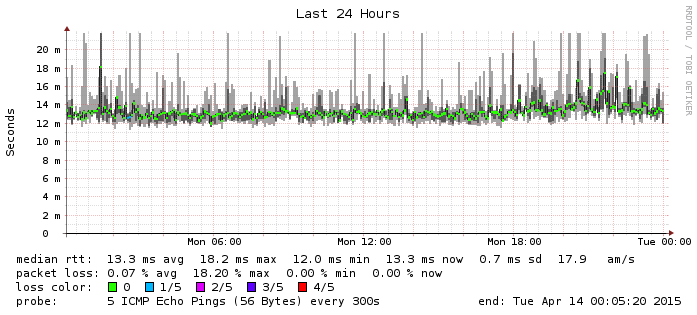 Last 24 Hours
RRDTOOL / TOBI OETIKER
Seconds
20 m
18 m
16 m
14 m
12 m
10 m
8 m
6 m
4 m
2 m
0
Mon 06:00 Mon 12:00 Mon 18:00 Tue 00:00
median rtt: 13.3 ms avg 18.2 ms max 12.0 ms min 13.3 ms now 0.7 ms sd 17.9 am/s
packet loss: 0.07 % avg 18.20 % max 0.00 % min 0.00 % now
loss color: 0 1/5 2/5 3/5 4/5
probe: 5 ICMP Echo Pings (56 Bytes) every 300s end: Tue Apr 14 00:05:20 2015